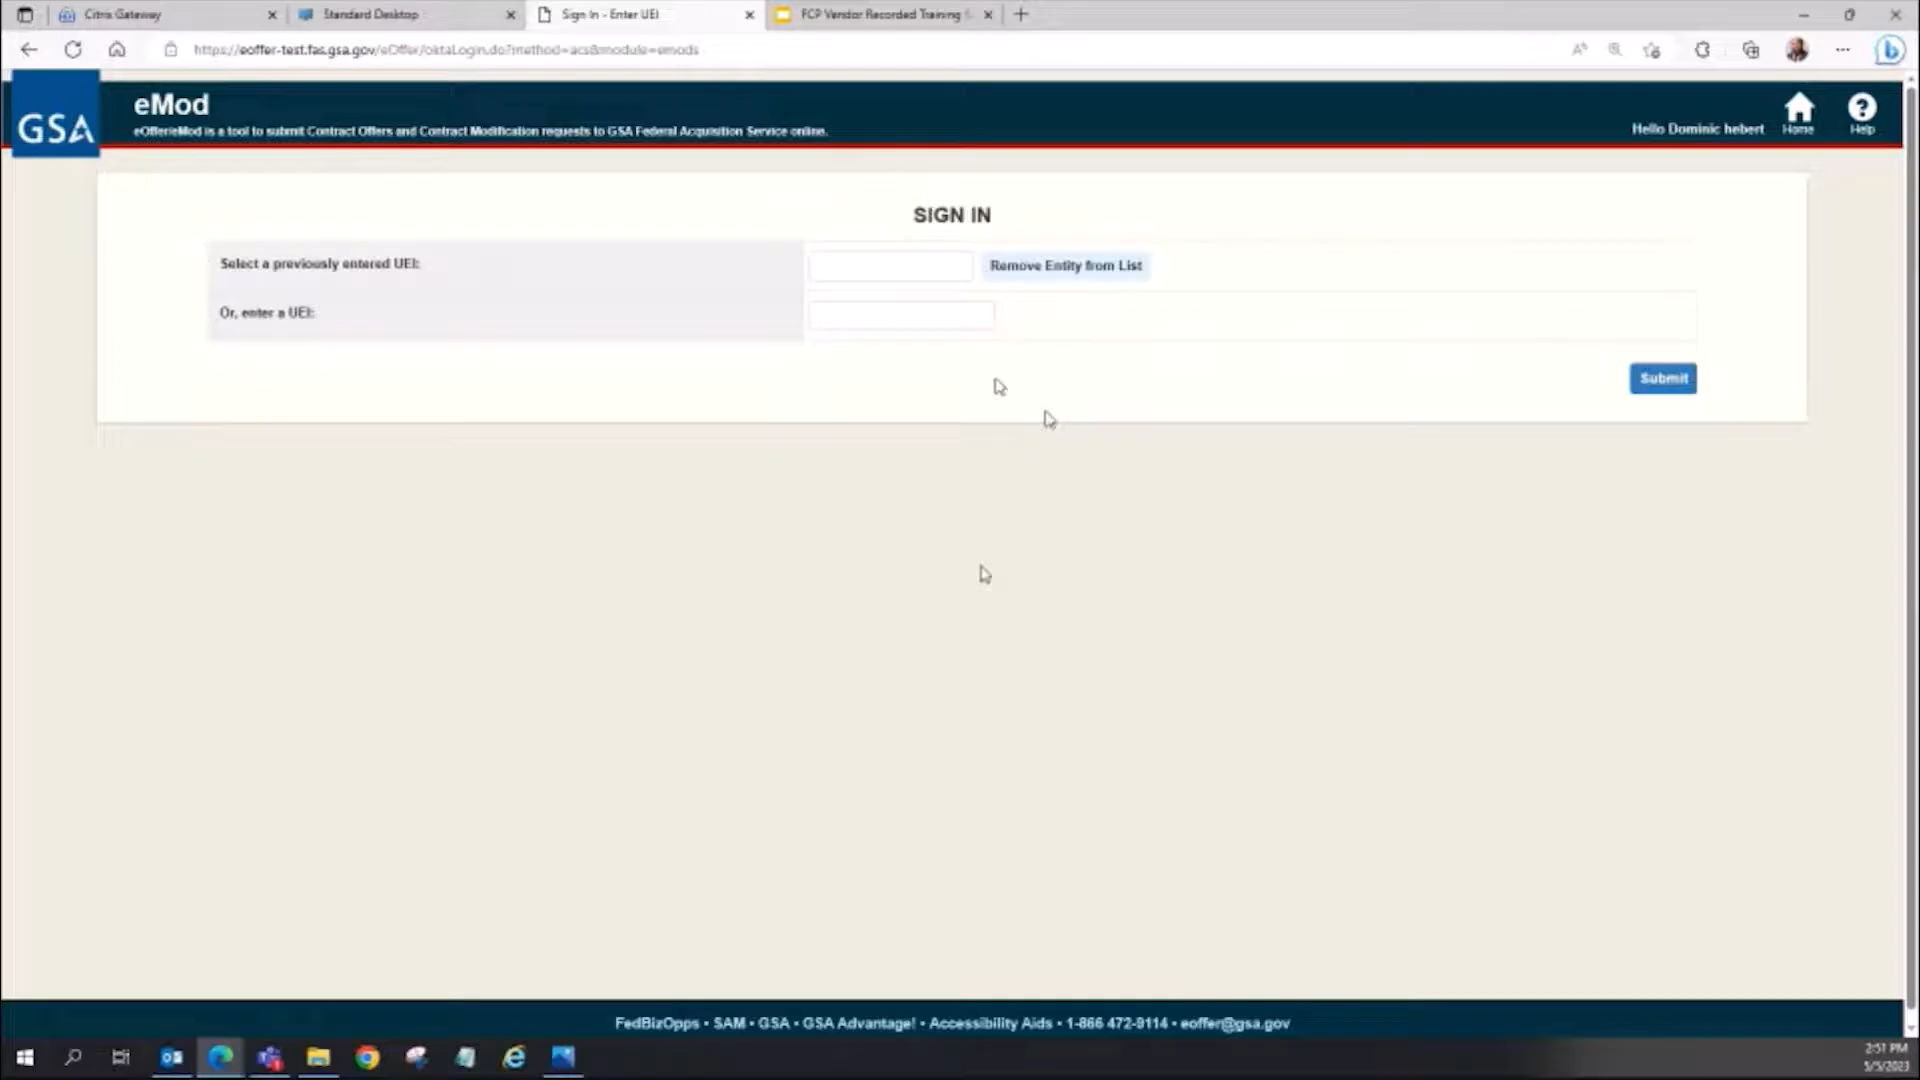 Citrix Gateway
Standard Desktop
Sign In - Enter UEI
FCP Vendor Recorded Training
https://eoffer-test.fas.gsa.gov/eOffer/oktaLogin.do?method=acs&module=emods
GSA
eMod
eOffer/eMod is a tool to submit Contract Offers and Contract Modification requests to GSA Federal Acquisition Service online.
Hello Dominic hebert
Home
Help
SIGN IN
Select a previously entered UEI:
Remove Entity from List
Or, enter a UEI:
Submit
FedBizOpps • SAM • GSA • GSA Advantage! • Accessibility Aids • 1-866 472-9114 • eoffer@gsa.gov
2:51 PM
5/5/2023